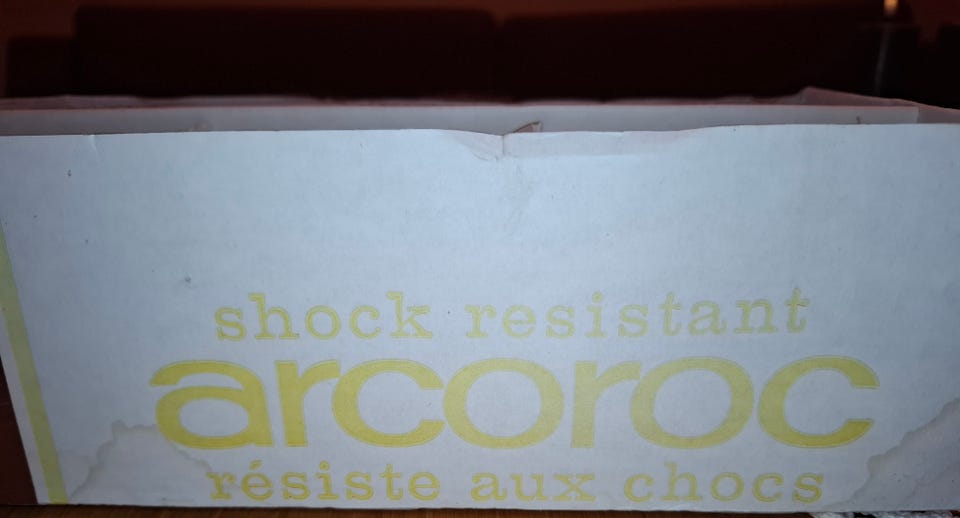 shock resistant
arcoroc
résiste aux chocs